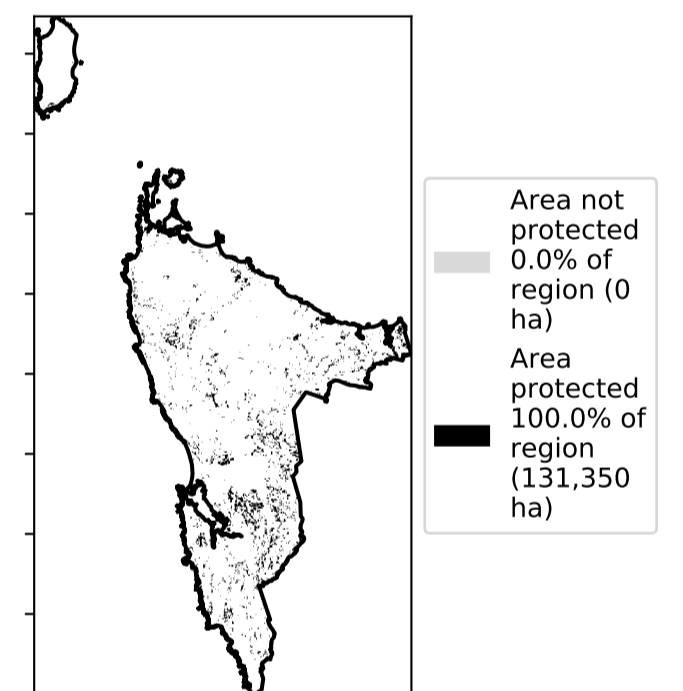 Area not
protected
0.0% of
region (0
ha)
Area
protected
100.0% of
region
(131,350
ha)